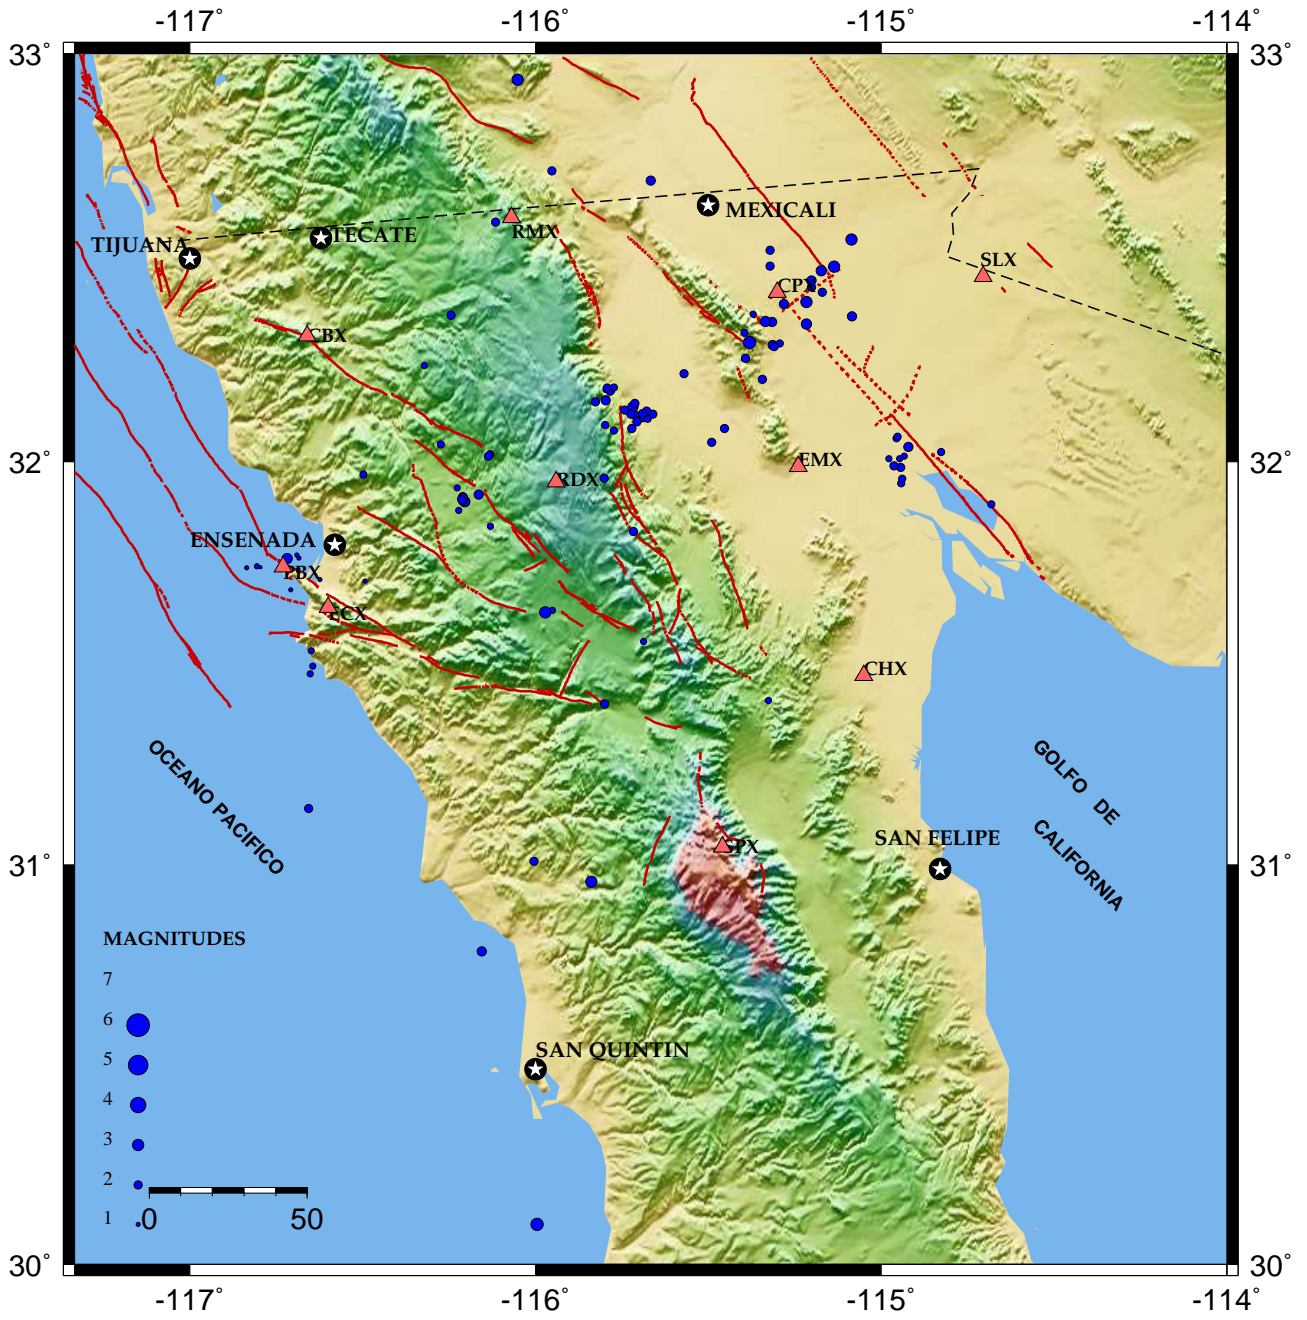 -117° -116° -115° -114°
33° 33°
MEXICALI
RMX
TECATE
TIJUANA
SLX
CPX
CBX
32° 32°
EMX
RDX
ENSENADA
PBX
ECX
CHX
OCEANO PACIFICO
GOLFO DE
CALIFORNIA
SAN FELIPE
SPX
31° 31°
MAGNITUDES
7
6
5
4
3
2
1
SAN QUINTIN
0 50
30° 30°
-117° -116° -115° -114°